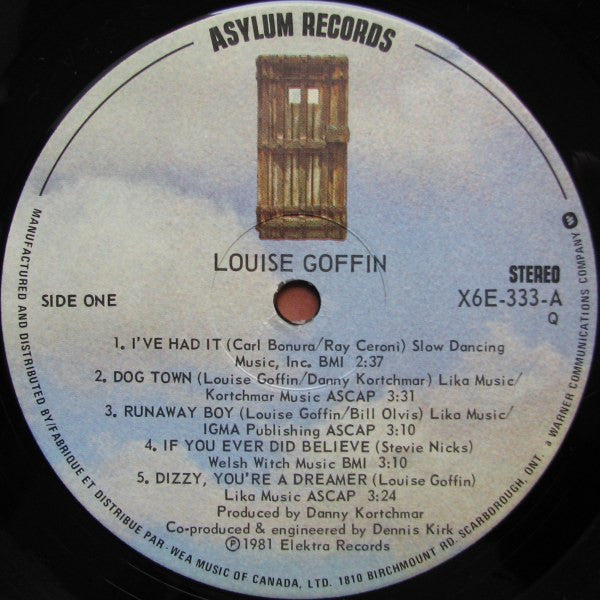 ASYLUM RECORDS
LOUISE GOFFIN
STEREO
SIDE ONE
X6E-333-A
Q
1. I'VE HAD IT (Carl Bonura/Ray Ceroni) Slow Dancing
Music, Inc. BMI 2:37
2. DOG TOWN (Louise Goffin/Danny Kortchmar) Lika Music/
Kortchmar Music ASCAP 3:31
3. RUNAWAY BOY (Louise Goffin/Bill Olvis) Lika Music/
IGMA Publishing ASCAP 3:10
4. IF YOU EVER DID BELIEVE (Stevie Nicks)
Welsh Witch Music BMI 3:10
5. DIZZY, YOU'RE A DREAMER (Louise Goffin)
Lika Music ASCAP 3:24
Produced by Danny Kortchmar
Co-produced & engineered by Dennis Kirk
℗1981 Elektra Records
MANUFACTURED AND DISTRIBUTED BY/FABRIQUE ET DISTRIBUE PAR-WEA MUSIC OF CANADA, LTD. 1810 BIRCHMOUNT RD. SCARBOROUGH, ONT. a WARNER COMMUNICATIONS COMPANY